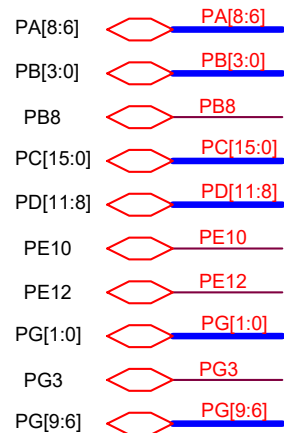 PA[8:6] PA[8:6]
PB[3:0] PB[3:0]
PB8 PB8
PC[15:0] PC[15:0]
PD[11:8] PD[11:8]
PE10 PE10
PE12 PE12
PG[1:0] PG[1:0]
PG3 PG3
PG[9:6] PG[9:6]